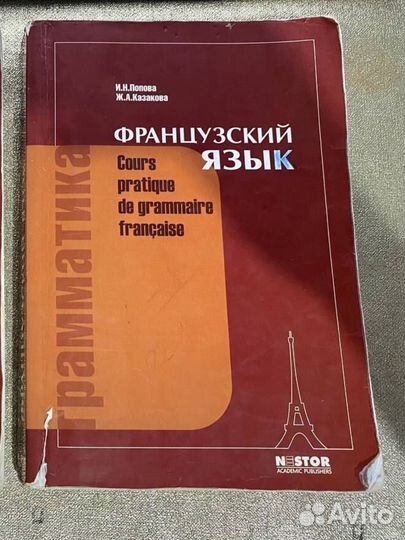 И.Н.Попова
Ж.А.Казакова
ФРАНЦУЗСКИЙ
ЯЗЫК
Cours
pratique
de grammaire
française
грамматика
NESTOR
ACADEMIC PUBLISHERS
Avito